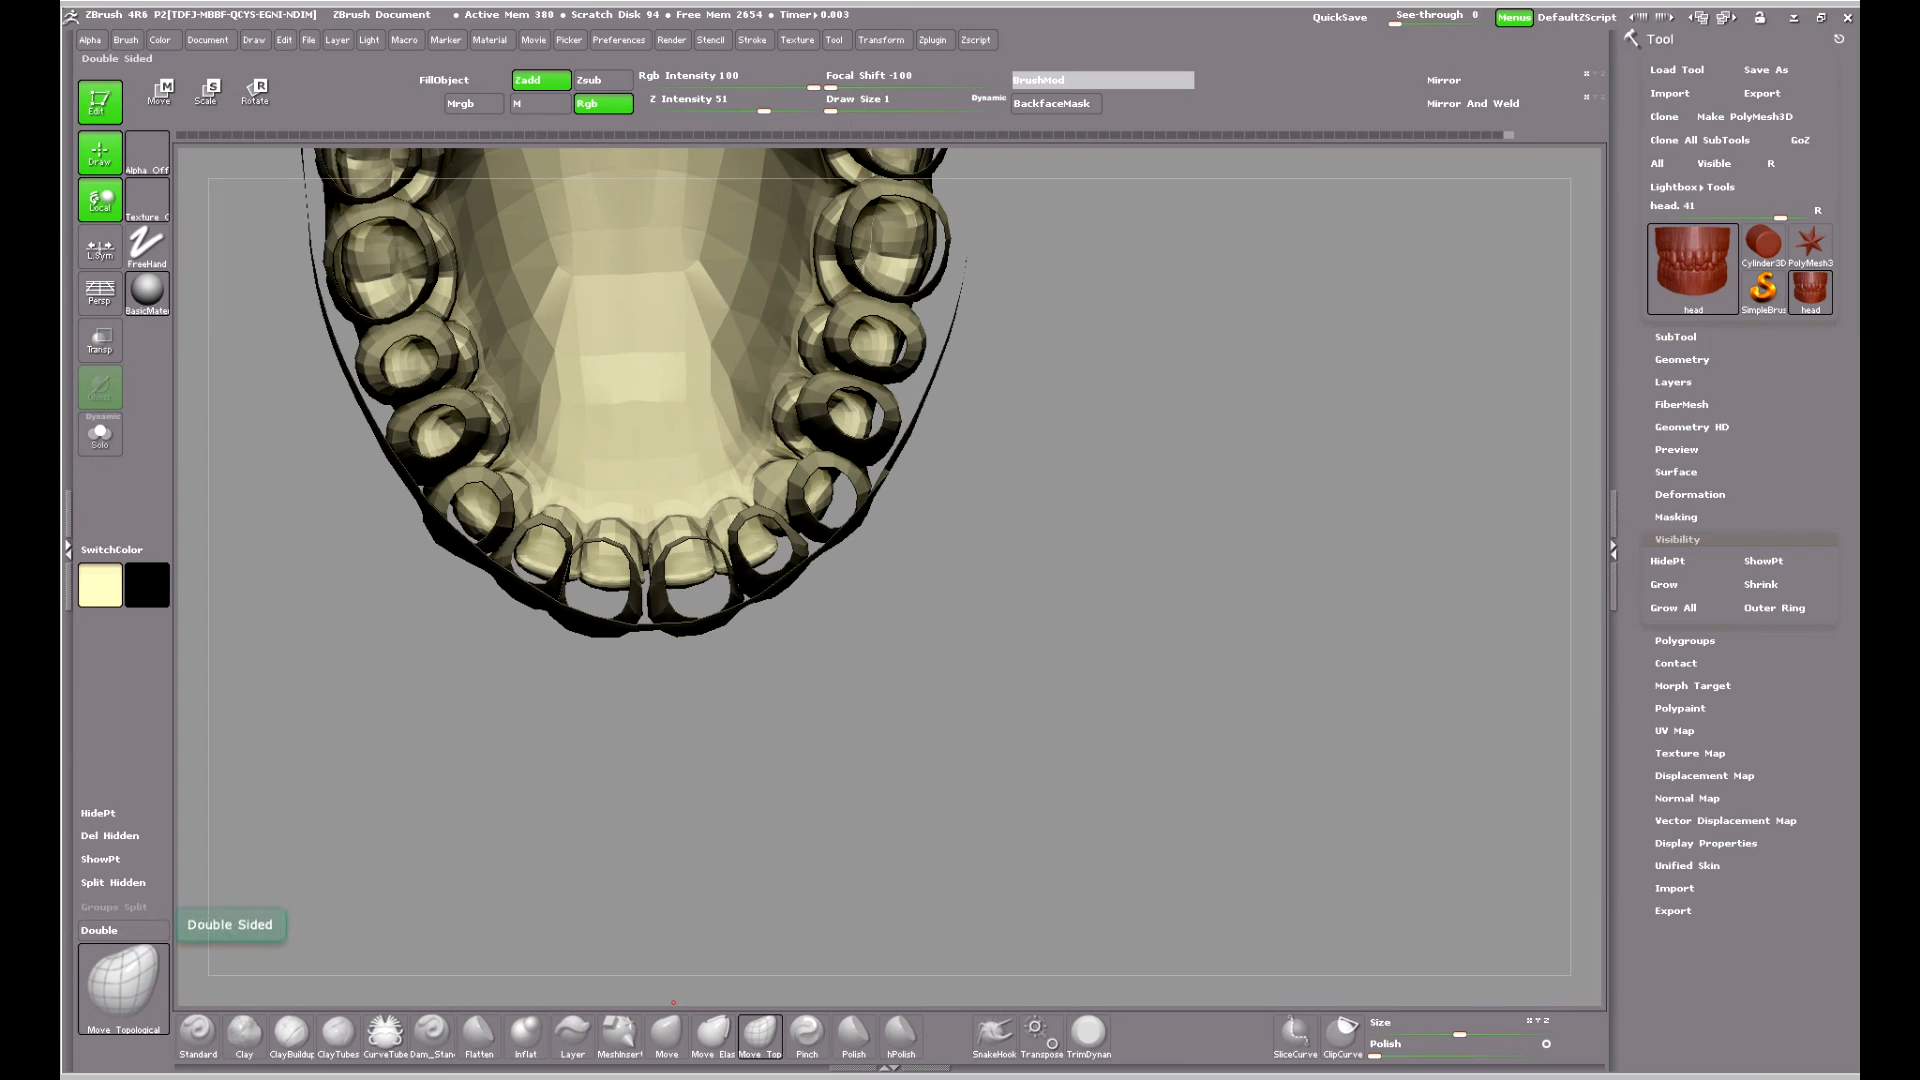 ZBrush 4R6 P2[TDFJ-MBBF-QCYS-EGNI-NDIM] ZBrush Document • Active Mem 380 • Scratch Disk 94 • Free Mem 2654 • Timer▸0.003 QuickSave See-through 0 Menus DefaultZScript
Alpha Brush Color Document Draw Edit File Layer Light Macro Marker Material Movie Picker Preferences Render Stencil Stroke Texture Tool Transform Zplugin Zscript
Double Sided
Edit Move Scale Rotate
FillObject Zadd Zsub Rgb Intensity 100 Focal Shift -100 BrushMod Mirror
Mrgb M Rgb Z Intensity 51 Draw Size 1 Dynamic BackfaceMask Mirror And Weld
Draw Alpha Off
Local Texture
L.Sym FreeHand
Persp BasicMate
Transp
Ghost
Dynamic
Solo
SwitchColor
HidePt
Del Hidden
ShowPt
Split Hidden
Groups Split
Double
Double Sided
Move Topological
Standard Clay ClayBuildup ClayTubes CurveTube Dam_Stan Flatten Inflat Layer MeshInsert Move Move Elas Move Top Pinch Polish hPolish SnakeHook Transpose TrimDynan SliceCurve ClipCurve
Size
Polish
Tool
Load Tool Save As
Import Export
Clone Make PolyMesh3D
Clone All SubTools GoZ
All Visible R
Lightbox▸Tools
head. 41 R
Cylinder3D PolyMesh3
head SimpleBrus head
SubTool
Geometry
Layers
FiberMesh
Geometry HD
Preview
Surface
Deformation
Masking
Visibility
HidePt ShowPt
Grow Shrink
Grow All Outer Ring
Polygroups
Contact
Morph Target
Polypaint
UV Map
Texture Map
Displacement Map
Normal Map
Vector Displacement Map
Display Properties
Unified Skin
Import
Export